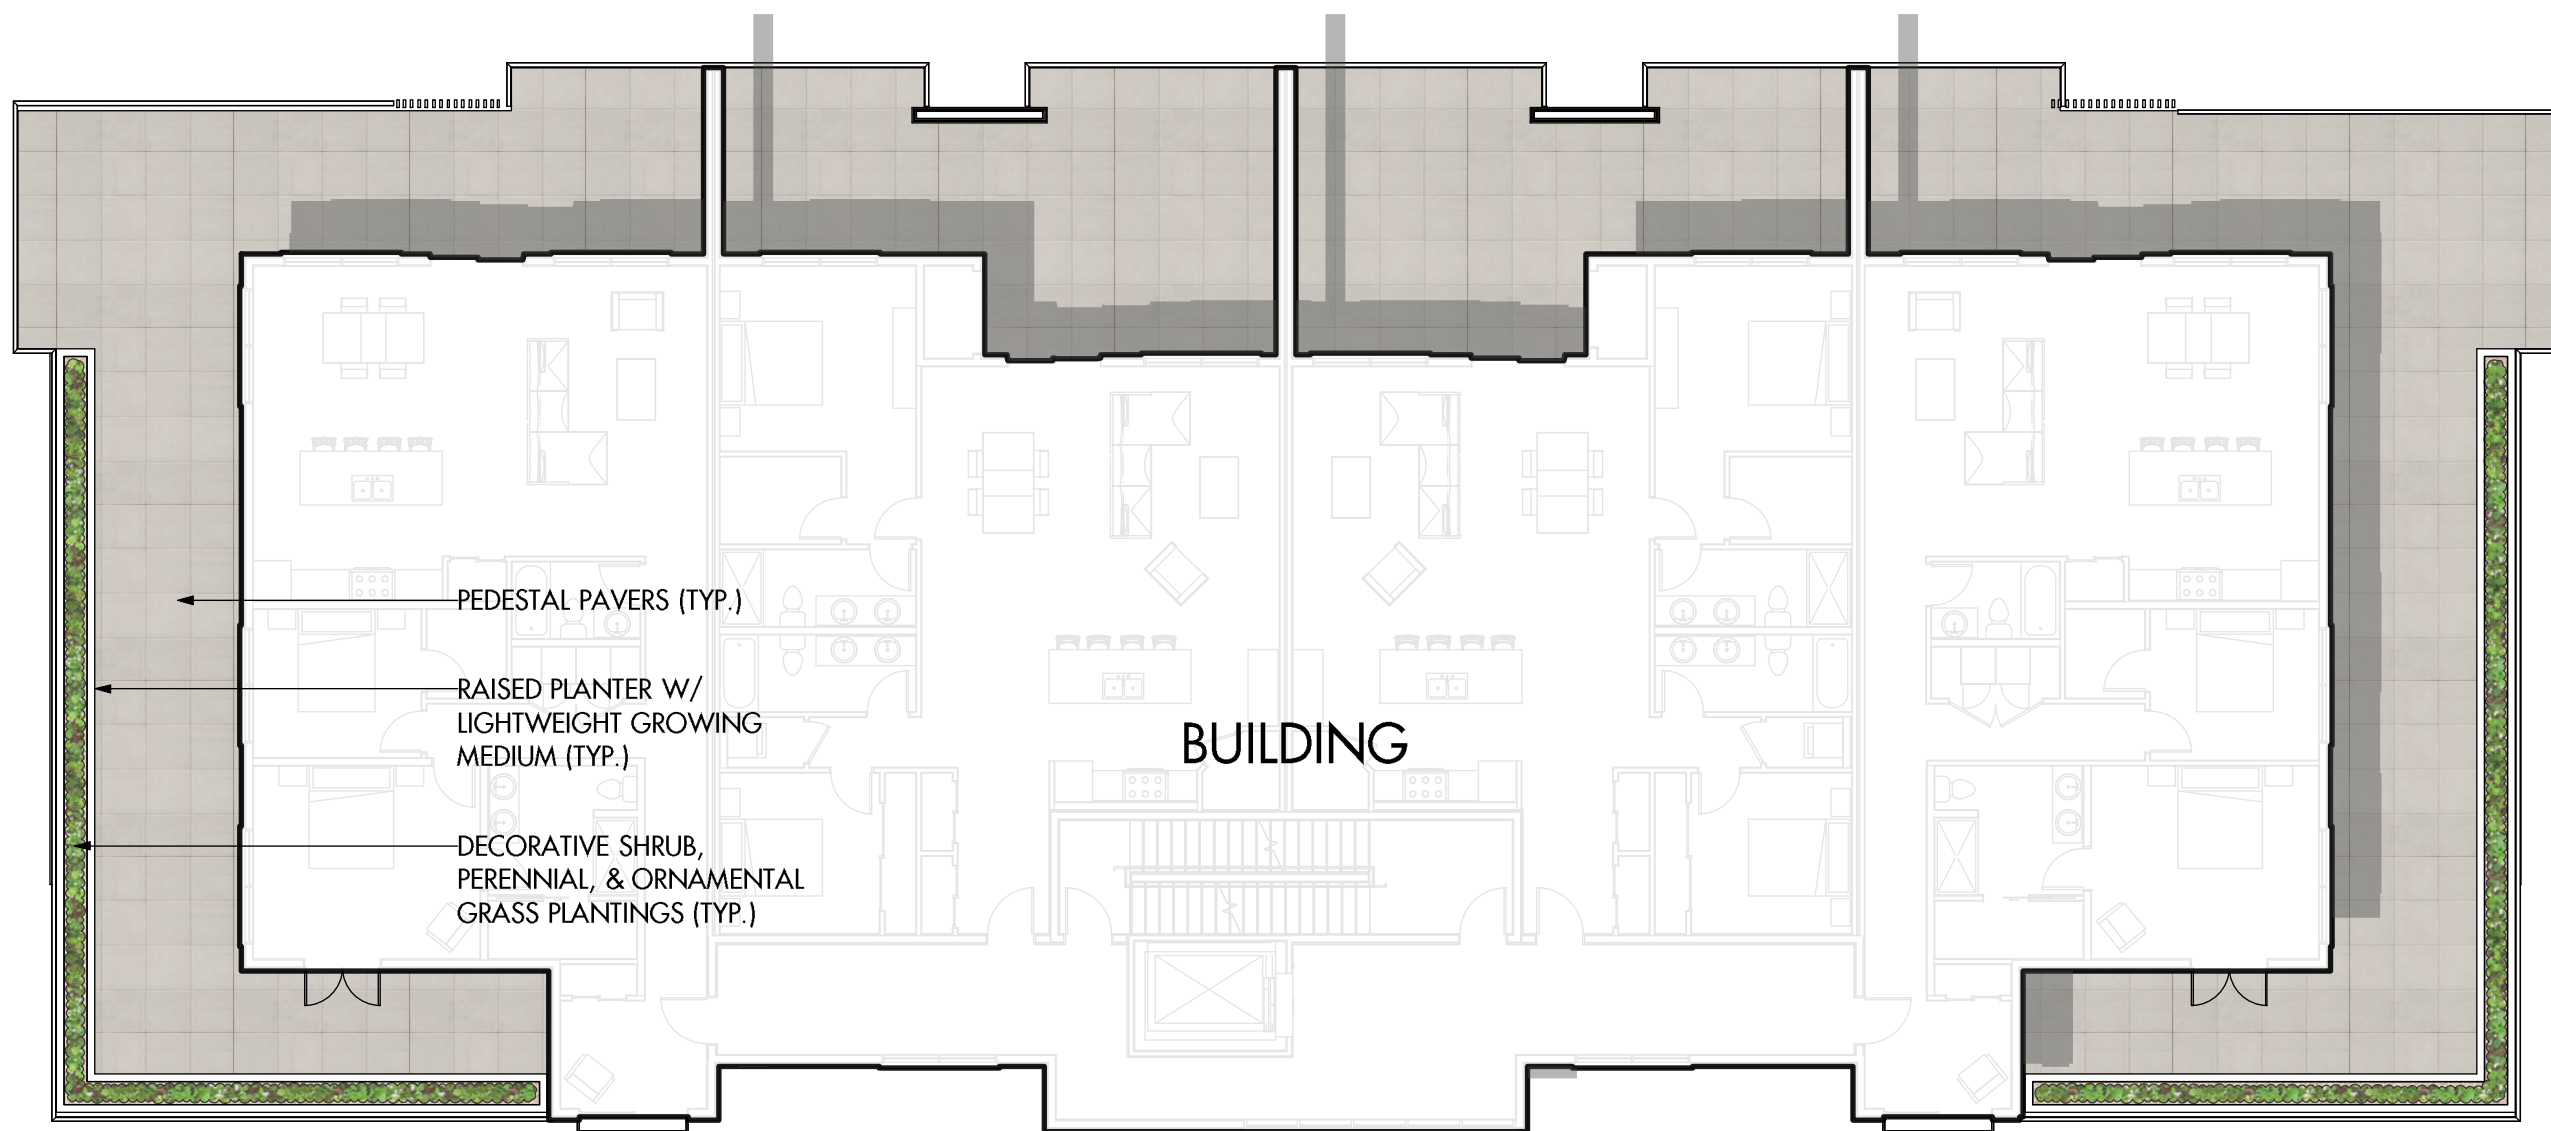 PEDESTAL PAVERS (TYP.)
RAISED PLANTER W/
LIGHTWEIGHT GROWING
MEDIUM (TYP.)
BUILDING
DECORATIVE SHRUB,
PERENNIAL, & ORNAMENTAL
GRASS PLANTINGS (TYP.)